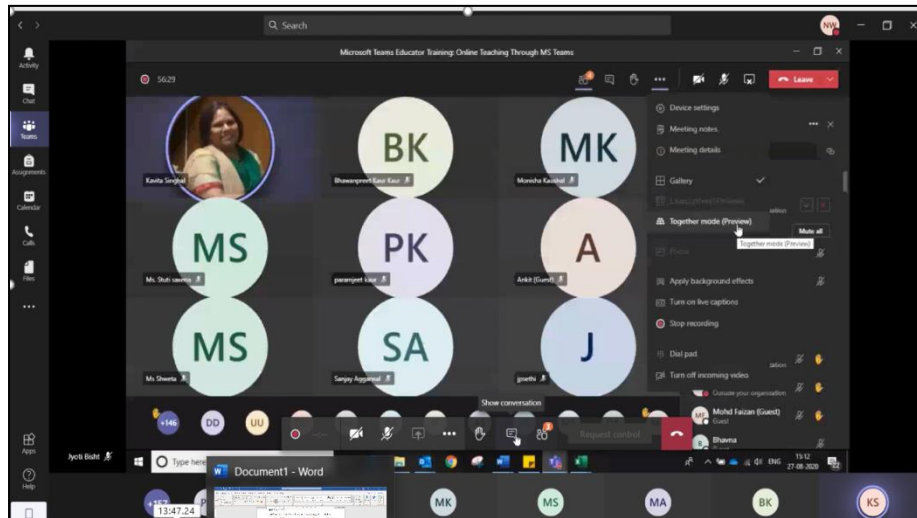 Search
NW
Microsoft Teams Educator Training: Online Teaching Through MS Teams
Activity
Chat
Teams
Assignments
Calendar
Calls
Files
Apps
Help
56:29
Leave
Device settings
Meeting notes
Meeting details
Gallery
Together mode (Preview)
Together mode (Preview)
Mute all
Apply background effects
Turn on live captions
Stop recording
Dial pad
Turn off incoming video
Outside your organization
Mohd Faizan (Guest)
Guest
Bhavna
Kavita Singhal
BK
Bhawanpreet Kaur Kaur
MK
Monisha Kaushal
MS
Ms. Stuti saxena
PK
paramjeet kaur
A
Ankit (Guest)
MS
Ms Shweta
SA
Sanjay Aggarwal
J
jpsethi
+146
DD
UU
Show conversation
Request control
Jyoti Bisht
Type here
Document1 - Word
ENG
15:12
27-08-2020
13:47.24
MK
MS
MA
BK
KS